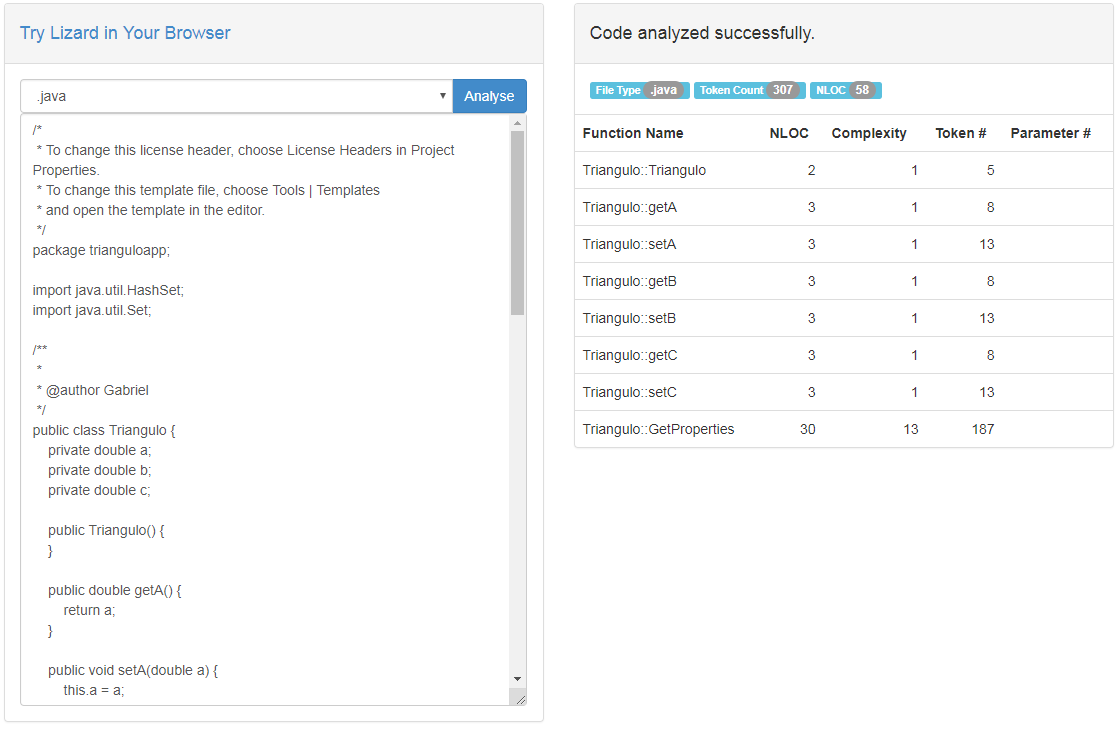 Try Lizard in Your Browser
.java
Analyse
/*
* To change this license header, choose License Headers in Project
Properties.
* To change this template file, choose Tools | Templates
* and open the template in the editor.
*/
package trianguloapp;
import java.util.HashSet;
import java.util.Set;
/**
*
* @author Gabriel
*/
public class Triangulo {
private double a;
private double b;
private double c;
public Triangulo() {
}
public double getA() {
return a;
}
public void setA(double a) {
this.a = a;
Code analyzed successfully.
File Type .java Token Count 307 NLOC 58
Function Name NLOC Complexity Token # Parameter #
Triangulo::Triangulo 2 1 5
Triangulo::getA 3 1 8
Triangulo::setA 3 1 13
Triangulo::getB 3 1 8
Triangulo::setB 3 1 13
Triangulo::getC 3 1 8
Triangulo::setC 3 1 13
Triangulo::GetProperties 30 13 187